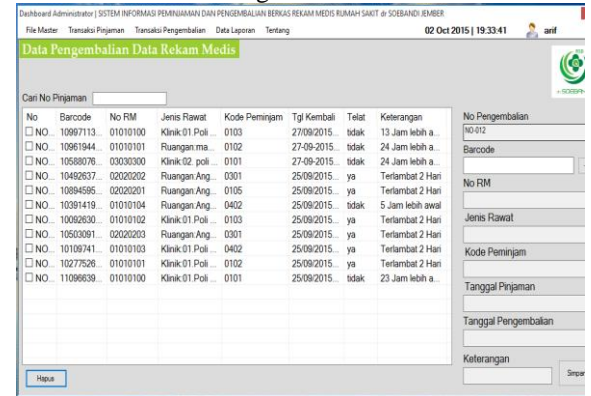 Dashboard Administrator | SISTEM INFORMASI PEMINJAMAN DAN PENGEMBALIAN BERKAS REKAM MEDIS RUMAH SAKIT dr SOEBANDI JEMBER
File Master Transaksi Pinjaman Transaksi Pengembalian Data Laporan Tentang 02 Oct 2015 | 19:33:41 arif
Data Pengembalian Data Rekam Medis
Cari No Pinjaman
No Barcode No RM Jenis Rawat Kode Peminjam Tgl Kembali Telat Keterangan
NO... 10997113... 01010100 Klinik:01.Poli ... 0103 27/09/2015... tidak 13 Jam lebih a...
NO... 10961944... 01010101 Ruangan:ma... 0102 27-09-2015... tidak 24 Jam lebih a...
NO... 10588076... 03030300 Klinik:02. poli ... 0101 27-09-2015... tidak 24 Jam lebih a...
NO... 10492637... 02020202 Ruangan:Ang... 0301 25/09/2015... ya Terlambat 2 Hari
NO... 10894595... 02020201 Ruangan:Ang... 0105 25/09/2015... ya Terlambat 2 Hari
NO... 10391419... 01010104 Ruangan:Ang... 0402 25/09/2015... tidak 5 Jam lebih awal
NO... 10092630... 01010102 Klinik:01.Poli ... 0103 25/09/2015... ya Terlambat 2 Hari
NO... 10503091... 02020203 Ruangan:Ang... 0301 25/09/2015... ya Terlambat 2 Hari
NO... 10109741... 01010103 Klinik:01.Poli ... 0402 25/09/2015... ya Terlambat 2 Hari
NO... 10277526... 01010101 Klinik:01.Poli ... 0102 25/09/2015... ya Terlambat 2 Hari
NO... 11096639... 01010100 Klinik:01.Poli ... 0101 25/09/2015... tidak 23 Jam lebih a...
Hapus
No Pengembalian
NO-012
Barcode
No RM
Jenis Rawat
Kode Peminjam
Tanggal Pinjaman
Tanggal Pengembalian
Keterangan